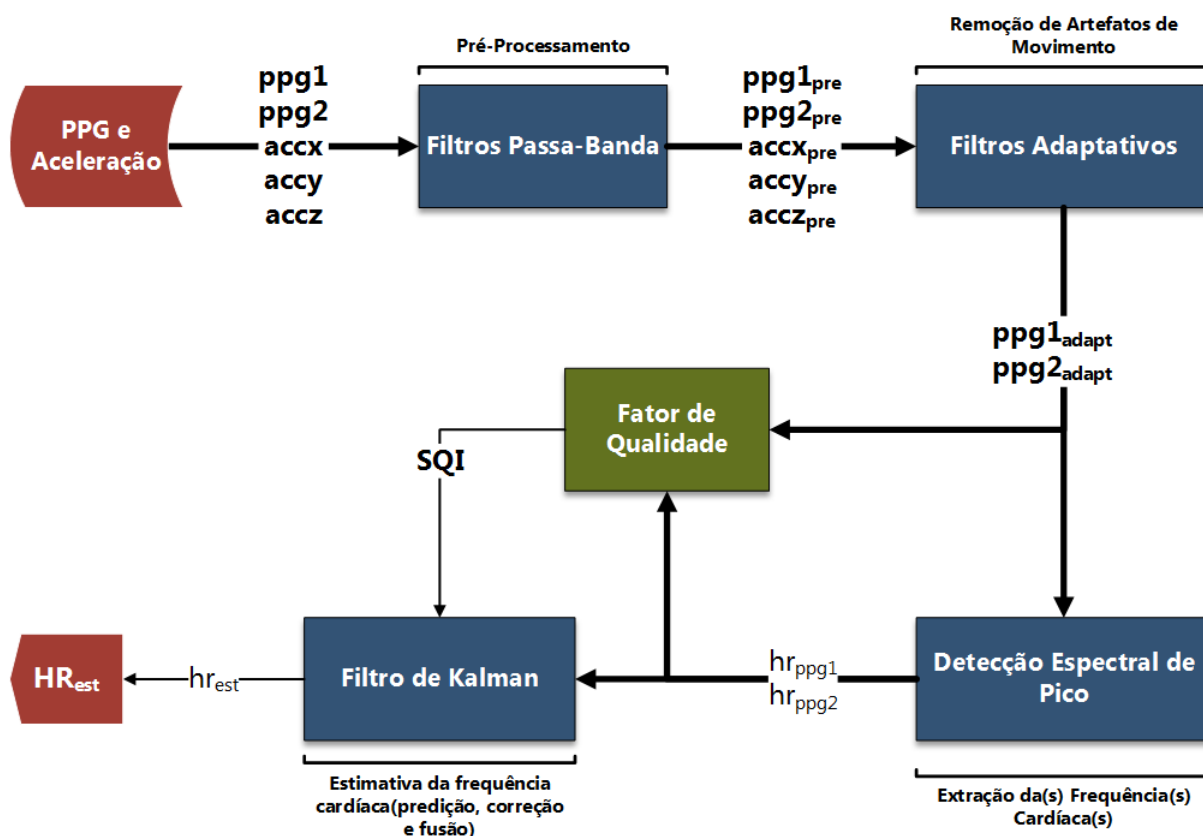 Pré-Processamento
Remoção de Artefatos de
Movimento
PPG e
Aceleração
ppg1
ppg2
accx
accy
accz
Filtros Passa-Banda
ppg1pre
ppg2pre
accxpre
accypre
acczpre
Filtros Adaptativos
ppg1adapt
ppg2adapt
Fator de
Qualidade
SQI
HRest
hrest
Filtro de Kalman
hrppg1
hrppg2
Detecção Espectral de
Pico
Estimativa da frequência
cardíaca(predição, correção
e fusão)
Extração da(s) Frequência(s)
Cardíaca(s)